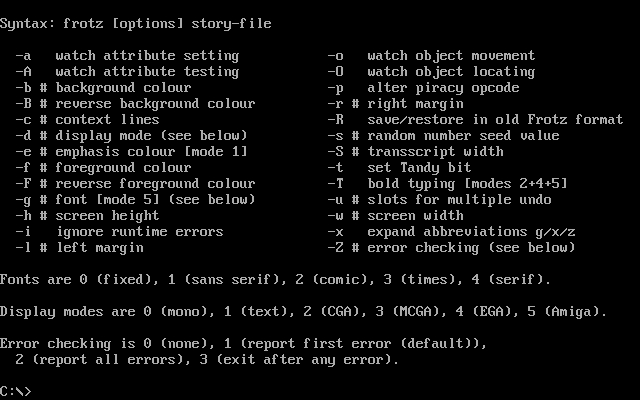 Syntax: frotz [options] story-file
-a   watch attribute setting   -o   watch object movement
-A   watch attribute testing   -O   watch object locating
-b # background colour   -p   alter piracy opcode
-B # reverse background colour   -r # right margin
-c # context lines   -R   save/restore in old Frotz format
-d # display mode (see below)   -s # random number seed value
-e # emphasis colour [mode 1]   -S # transscript width
-f # foreground colour   -t   set Tandy bit
-F # reverse foreground colour   -T   bold typing [modes 2+4+5]
-g # font [mode 5] (see below)   -u # slots for multiple undo
-h # screen height   -w # screen width
-i   ignore runtime errors   -x   expand abbreviations g/x/z
-l # left margin   -Z # error checking (see below)
Fonts are 0 (fixed), 1 (sans serif), 2 (comic), 3 (times), 4 (serif).
Display modes are 0 (mono), 1 (text), 2 (CGA), 3 (MCGA), 4 (EGA), 5 (Amiga).
Error checking is 0 (none), 1 (report first error (default)),
2 (report all errors), 3 (exit after any error).
C:\>